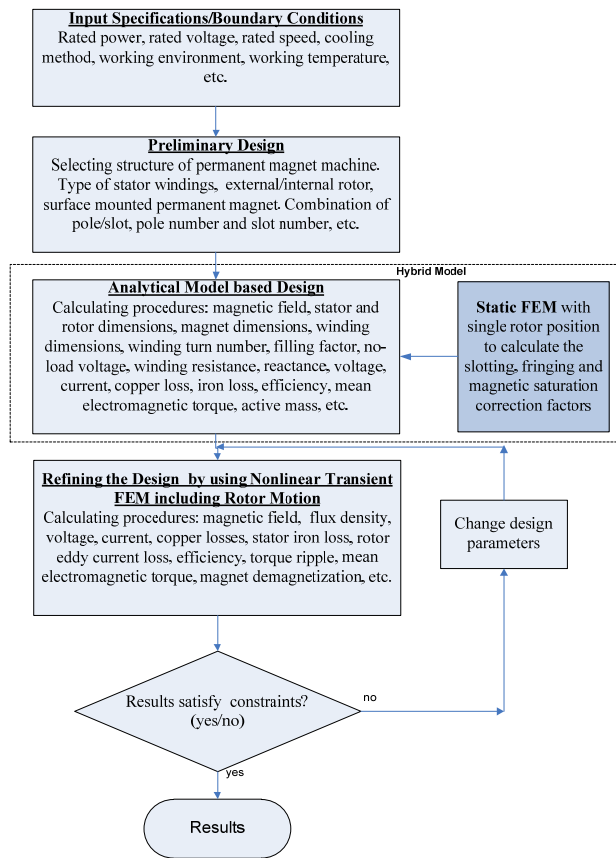 Input Specifications/Boundary Conditions
Rated power, rated voltage, rated speed, cooling
method, working environment, working temperature,
etc.
Preliminary Design
Selecting structure of permanent magnet machine.
Type of stator windings, external/internal rotor,
surface mounted permanent magnet. Combination of
pole/slot, pole number and slot number, etc.
Hybrid Model
Analytical Model based Design
Calculating procedures: magnetic field, stator and
rotor dimensions, magnet dimensions, winding
dimensions, winding turn number, filling factor, no-
load voltage, winding resistance, reactance, voltage,
current, copper loss, iron loss, efficiency, mean
electromagnetic torque, active mass, etc.
Static FEM with
single rotor position
to calculate the
slotting, fringing and
magnetic saturation
correction factors
Refining the Design by using Nonlinear Transient
FEM including Rotor Motion
Calculating procedures: magnetic field, flux density,
voltage, current, copper losses, stator iron loss, rotor
eddy current loss, efficiency, torque ripple, mean
electromagnetic torque, magnet demagnetization, etc.
Change design
parameters
Results satisfy constraints?
(yes/no)
no
yes
Results